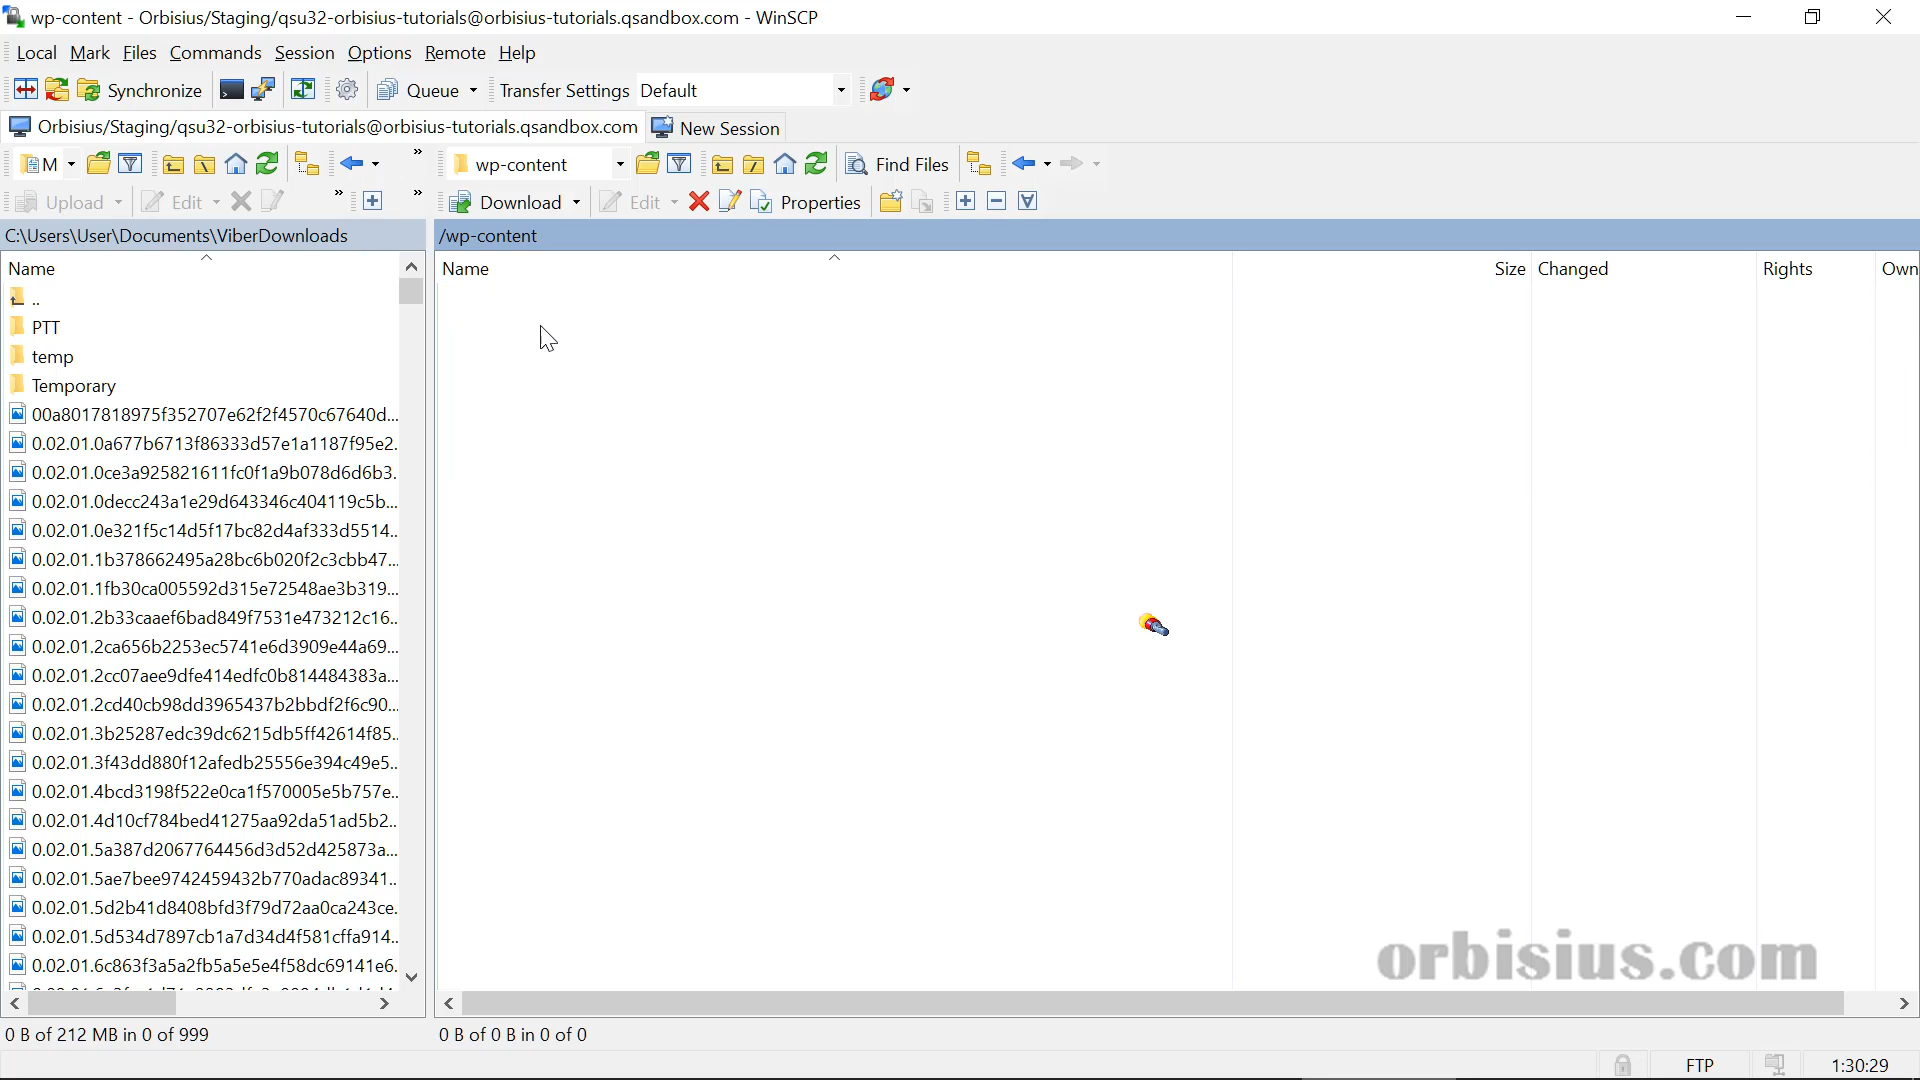 wp-content - Orbisius/Staging/qsu32-orbisius-tutorials@orbisius-tutorials.qsandbox.com - WinSCP
Local Mark Files Commands Session Options Remote Help
Synchronize Queue Transfer Settings Default
Orbisius/Staging/qsu32-orbisius-tutorials@orbisius-tutorials.qsandbox.com New Session
M » wp-content Find Files
Upload Edit » » Download Edit Properties
C:\Users\User\Documents\ViberDownloads /wp-content
Name Name Size Changed Rights Own
..
PTT
temp
Temporary
00a8017818975f352707e62f2f4570c67640d...
0.02.01.0a677b6713f86333d57e1a1187f95e2.
0.02.01.0ce3a925821611fc0f1a9b078d6d6b3.
0.02.01.0decc243a1e29d643346c404119c5b...
0.02.01.0e321f5c14d5f17bc82d4af333d5514..
0.02.01.1b378662495a28bc6b020f2c3cbb47...
0.02.01.1fb30ca005592d315e72548ae3b319...
0.02.01.2b33caaef6bad849f7531e473212c16..
0.02.01.2ca656b2253ec5741e6d3909e44a69..
0.02.01.2cc07aee9dfe414edfc0b814484383a...
0.02.01.2cd40cb98dd3965437b2bbdf2f6c90...
0.02.01.3b25287edc39dc6215db5ff42614f85..
0.02.01.3f43dd880f12afedb25556e394c49e5..
0.02.01.4bcd3198f522e0ca1f570005e5b757e..
0.02.01.4d10cf784bed41275aa92da51ad5b2..
0.02.01.5a387d2067764456d3d52d425873a...
0.02.01.5ae7bee9742459432b770adac89341..
0.02.01.5d2b41d8408bfd3f79d72aa0ca243ce.
0.02.01.5d534d7897cb1a7d34d4f581cffa914..
0.02.01.6c863f3a5a2fb5a5e5e4f58dc69141e6.
orbisius.com
0 B of 212 MB in 0 of 999 0 B of 0 B in 0 of 0
FTP 1:30:29